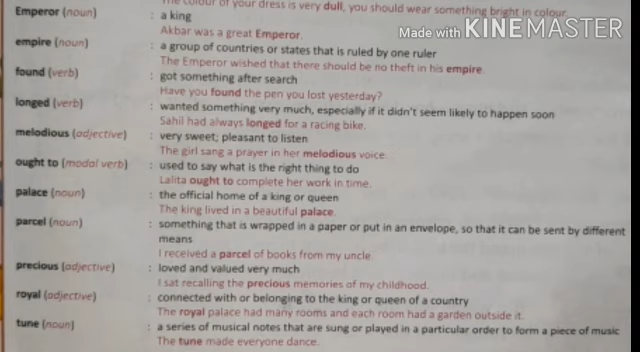 The colour of your dress is very dull, you should wear something bright in colour.
Made with KINEMASTER
Emperor (noun) : a king
Akbar was a great Emperor.
empire (noun) : a group of countries or states that is ruled by one ruler
The Emperor wished that there should be no theft in his empire.
found (verb) : got something after search
Have you found the pen you lost yesterday?
longed (verb) : wanted something very much, especially if it didn't seem likely to happen soon
Sahil had always longed for a racing bike.
melodious (adjective) : very sweet; pleasant to listen
The girl sang a prayer in her melodious voice.
ought to (modal verb) : used to say what is the right thing to do
Lalita ought to complete her work in time.
palace (noun) : the official home of a king or queen
The king lived in a beautiful palace.
parcel (noun) : something that is wrapped in a paper or put in an envelope, so that it can be sent by different
means
I received a parcel of books from my uncle.
precious (adjective) : loved and valued very much
I sat recalling the precious memories of my childhood.
royal (adjective) : connected with or belonging to the king or queen of a country
The royal palace had many rooms and each room had a garden outside it.
tune (noun) : a series of musical notes that are sung or played in a particular order to form a piece of music
The tune made everyone dance.